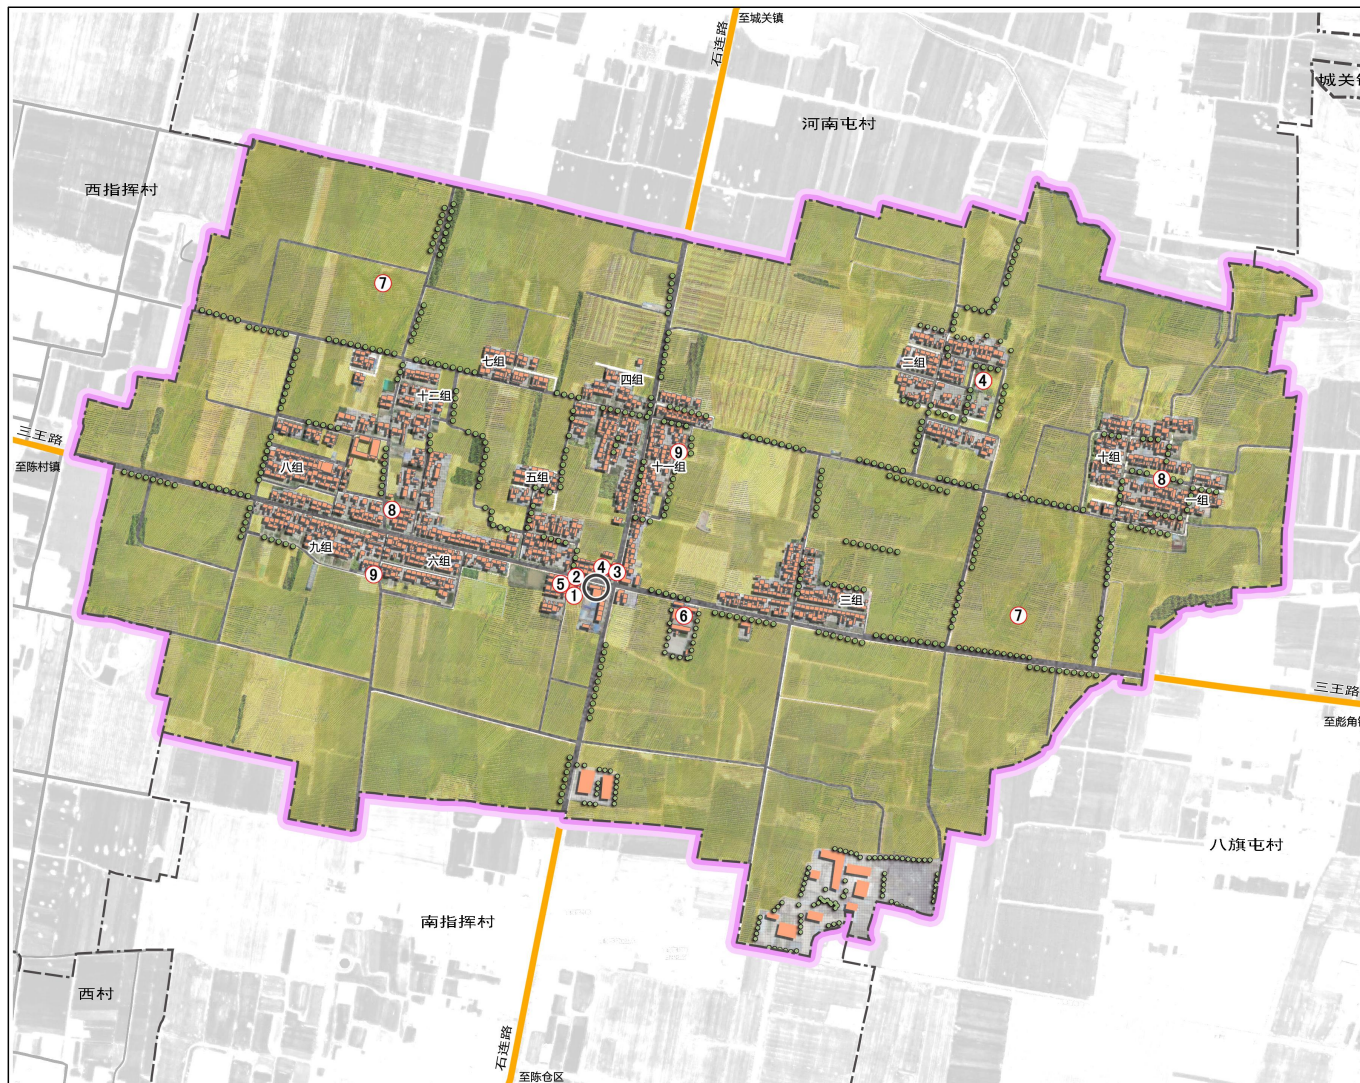 至城关镇
石连路
城关镇
河南屯村
西指挥村
7
七组
二组
四组
4
十三组
三王路
9
至陈村镇
十一组
十组
八组
五组
8
一组
8
九组
六组
4
3
2
9
5
1
三组
6
7
三王路
至彪角镇
八旗屯村
南指挥村
西村
石连路
至陈仓区